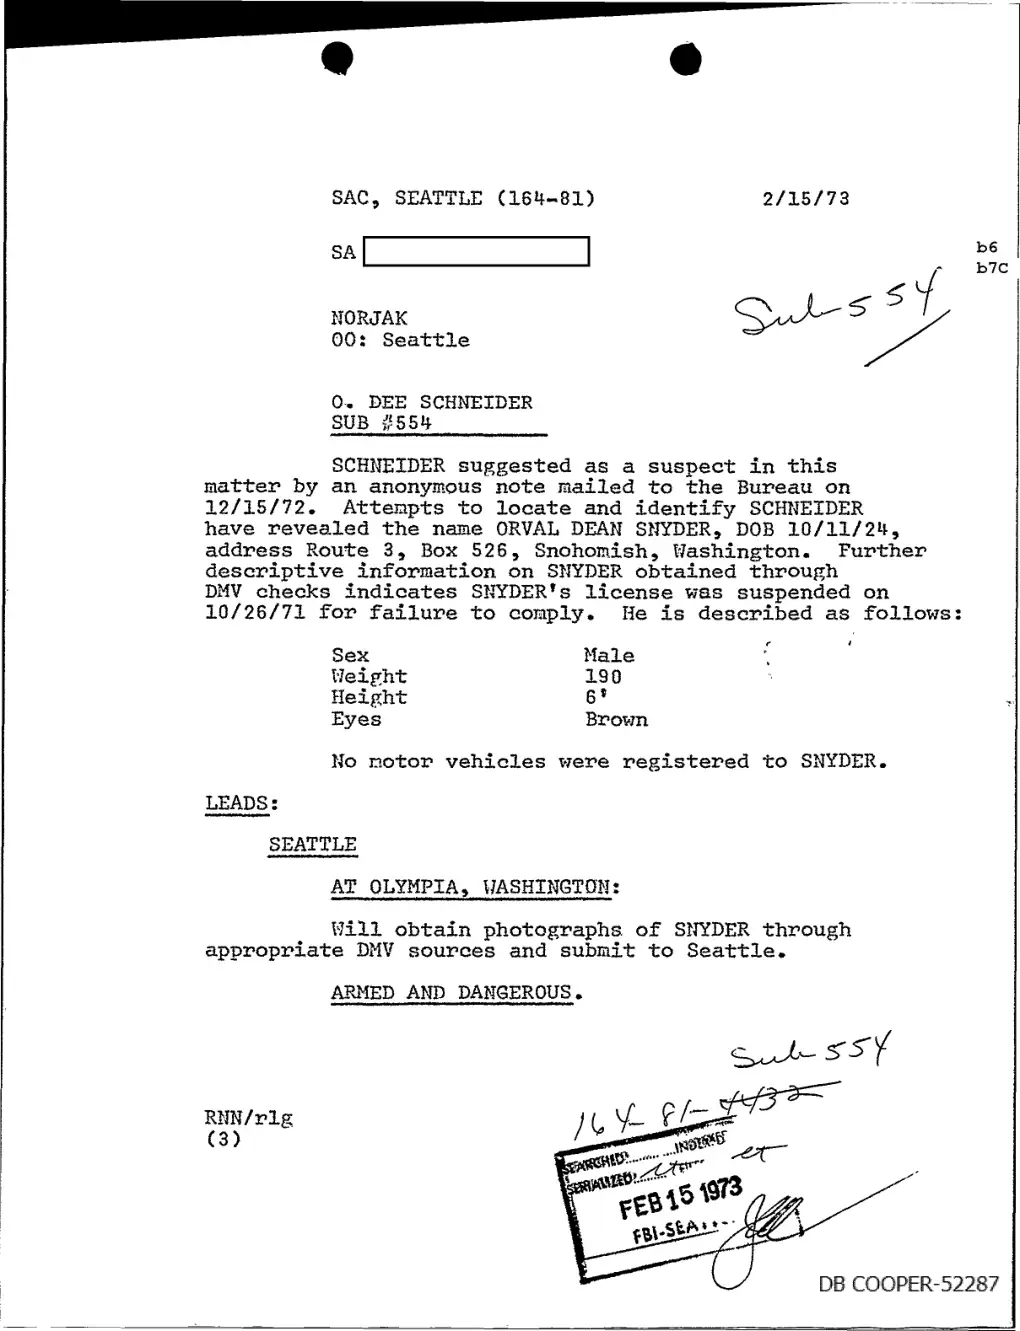 SAC, SEATTLE (164-81) 2/15/73
SA
b6
b7C
Sub 554
NORJAK
OO: Seattle
O. DEE SCHNEIDER
SUB #554
SCHNEIDER suggested as a suspect in this
matter by an anonymous note mailed to the Bureau on
12/15/72. Attempts to locate and identify SCHNEIDER
have revealed the name ORVAL DEAN SNYDER, DOB 10/11/24,
address Route 3, Box 526, Snohomish, Washington. Further
descriptive information on SNYDER obtained through
DMV checks indicates SNYDER's license was suspended on
10/26/71 for failure to comply. He is described as follows:
Sex Male
Weight 190
Height 6'
Eyes Brown
No motor vehicles were registered to SNYDER.
LEADS:
SEATTLE
AT OLYMPIA, WASHINGTON:
Will obtain photographs of SNYDER through
appropriate DMV sources and submit to Seattle.
ARMED AND DANGEROUS.
Sub 554
164-81-4432
RNN/rlg
(3)
SEARCHED..........INDEXED
SERIALIZED..........
FEB 15 1973
FBI-SEA
DB COOPER-52287